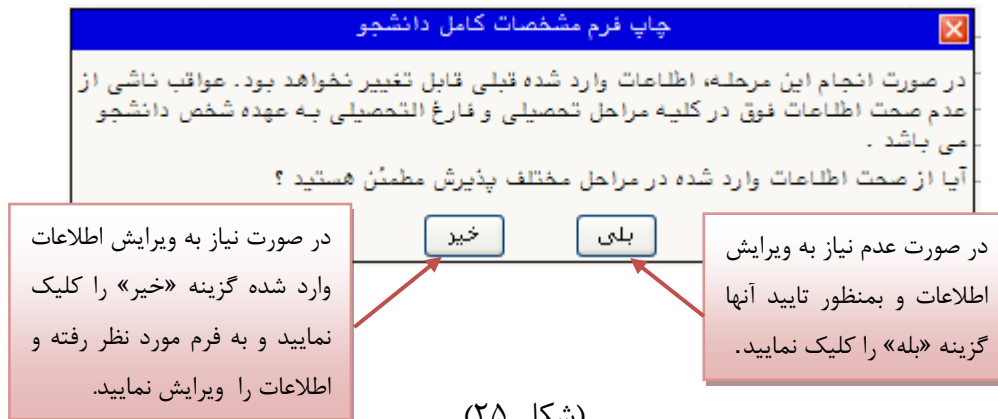 چاپ فرم مشخصات کامل دانشجو
در صورت انجام این مرحله، اطلاعات وارد شده قبلی قابل تغییر نخواهد بود. عواقب ناشی از
عدم صحت اطلاعات فوق در کلیه مراحل تحصیلی و فارغ التحصیلی به عهده شخص دانشجو
می باشد .
آیا از صحت اطلاعات وارد شده در مراحل مختلف پذیرش مطمئن هستید ؟
بلی
خیر
در صورت عدم نیاز به ویرایش
اطلاعات و بمنظور تایید آنها
گزینه «بله» را کلیک نمایید.
در صورت نیاز به ویرایش اطلاعات
وارد شده گزینه «خیر» را کلیک
نمایید و به فرم مورد نظر رفته و
اطلاعات را ویرایش نمایید.
(شکل ۲۵)